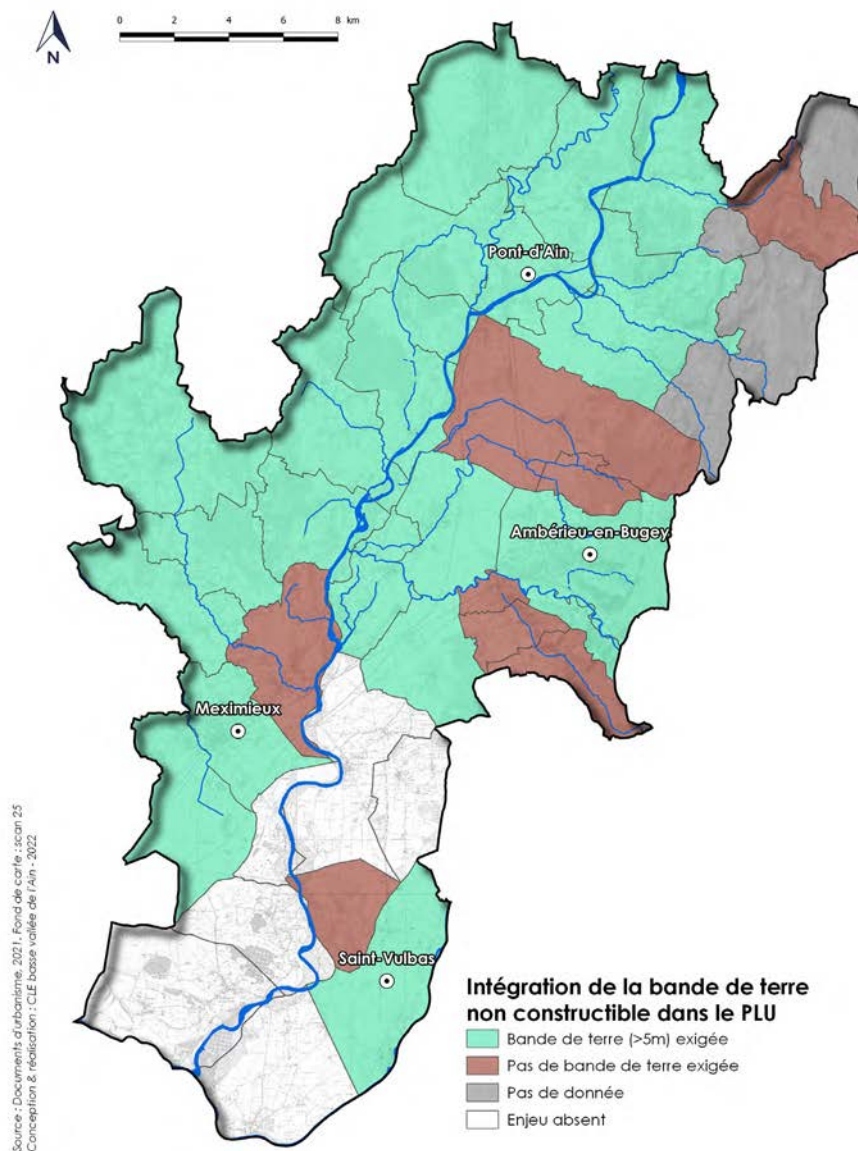 0 2 4 6 8 km
N
Pont-d'Ain
Ambérieu-en-Bugey
Meximieux
Saint-Vulbas
Intégration de la bande de terre
non constructible dans le PLU
Bande de terre (>5m) exigée
Pas de bande de terre exigée
Pas de donnée
Enjeu absent
Source : Documents d'urbanisme, 2021, Fond de carte : scan 25
Conception & réalisation : CLE basse vallée de l'Ain - 2022